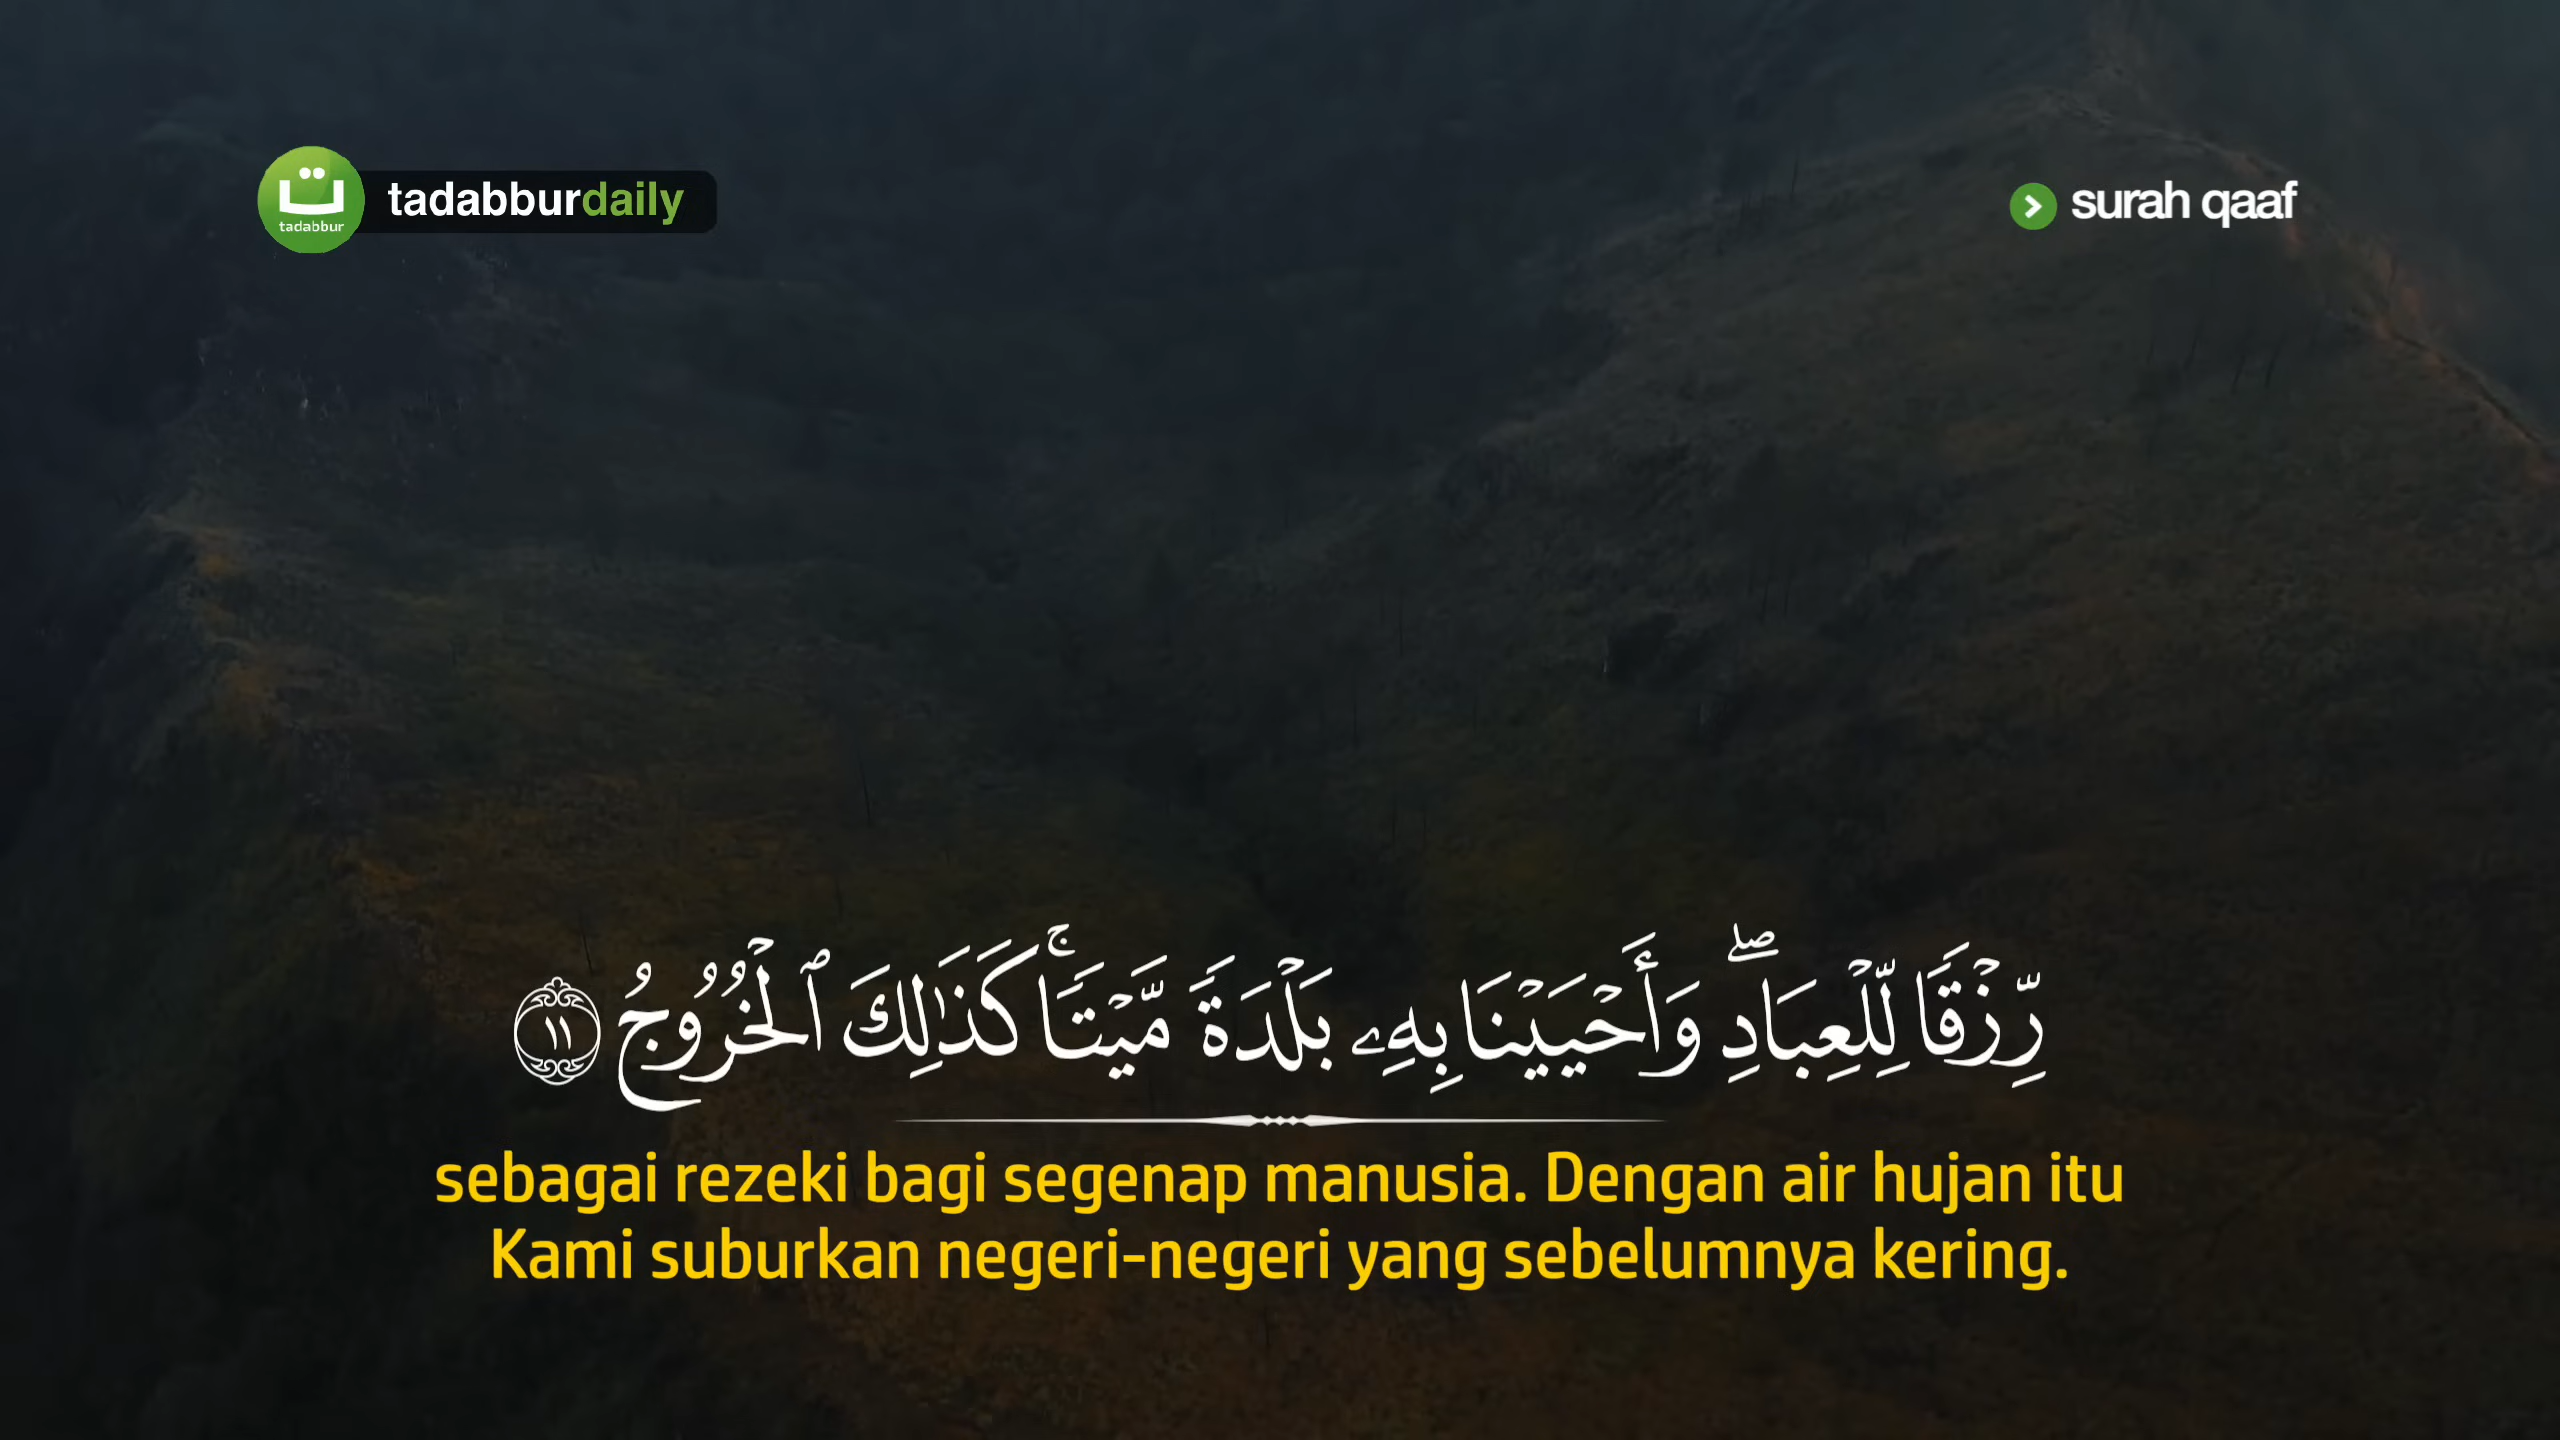 ت
tadabbur
tadabburdaily
surah qaaf
رِّزْقًا لِّلْعِبَادِ ۖ وَأَحْيَيْنَا بِهِۦ بَلْدَةً مَّيْتًا ۚ كَذَٰلِكَ ٱلْخُرُوجُ ١١
sebagai rezeki bagi segenap manusia. Dengan air hujan itu
Kami suburkan negeri-negeri yang sebelumnya kering.